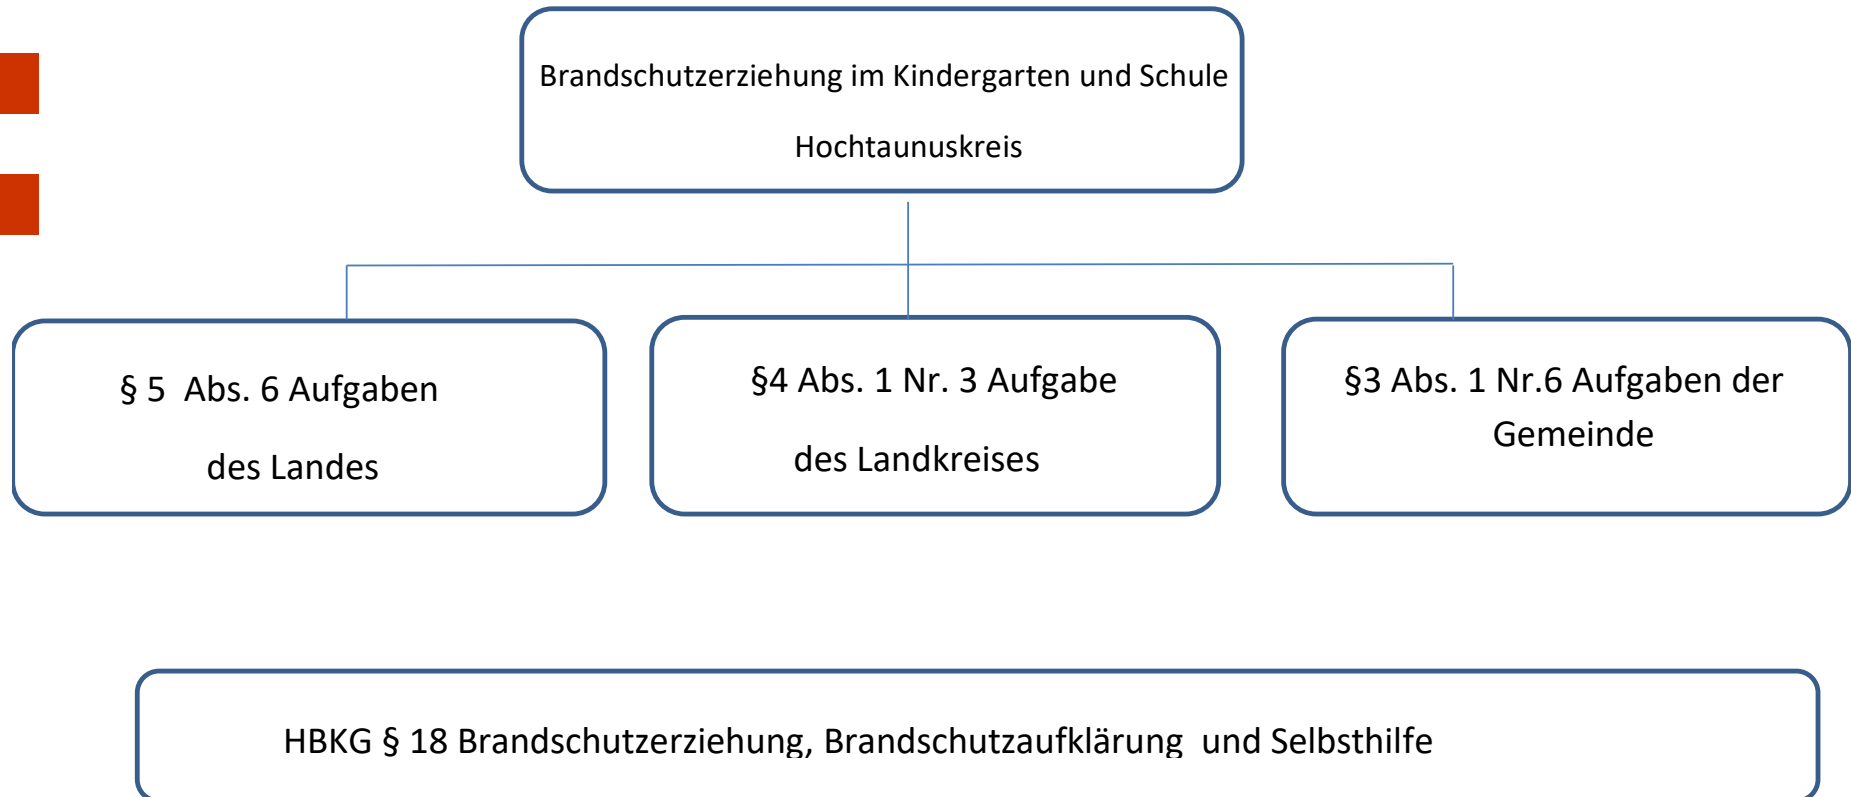 Brandschutzerziehung im Kindergarten und Schule
Hochtaunuskreis
§ 5  Abs. 6 Aufgaben
des Landes
§4 Abs. 1 Nr. 3 Aufgabe
des Landkreises
§3 Abs. 1 Nr.6 Aufgaben der
Gemeinde
HBKG § 18 Brandschutzerziehung, Brandschutzaufklärung  und Selbsthilfe